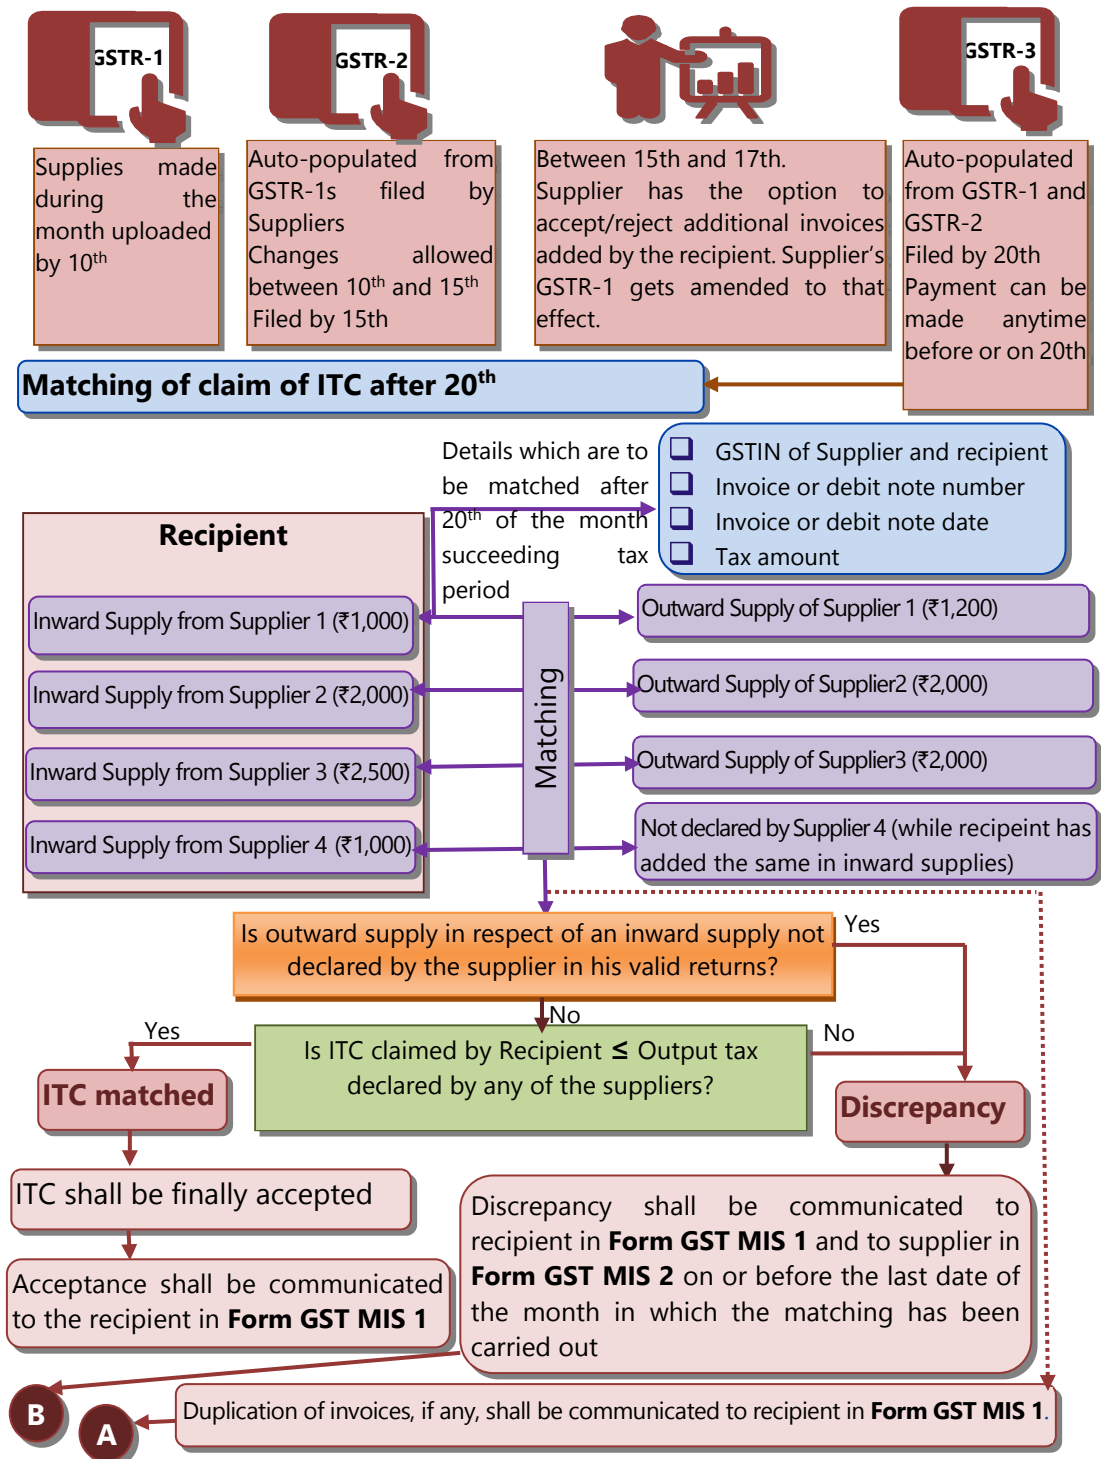 GSTR-1
GSTR-2
GSTR-3
Supplies made
during the
month uploaded
by 10th
Auto-populated from
GSTR-1s filed by
Suppliers
Changes allowed
between 10th and 15th
Filed by 15th
Between 15th and 17th.
Supplier has the option to
accept/reject additional invoices
added by the recipient. Supplier's
GSTR-1 gets amended to that
effect.
Auto-populated
from GSTR-1 and
GSTR-2
Filed by 20th
Payment can be
made anytime
before or on 20th
Matching of claim of ITC after 20th
Details which are to
be matched after
20th of the month
succeeding tax
period
GSTIN of Supplier and recipient
Invoice or debit note number
Invoice or debit note date
Tax amount
Recipient
Inward Supply from Supplier 1 (₹1,000)
Inward Supply from Supplier 2 (₹2,000)
Inward Supply from Supplier 3 (₹2,500)
Inward Supply from Supplier 4 (₹1,000)
Matching
Outward Supply of Supplier 1 (₹1,200)
Outward Supply of Supplier2 (₹2,000)
Outward Supply of Supplier3 (₹2,000)
Not declared by Supplier 4 (while recipeint has
added the same in inward supplies)
Is outward supply in respect of an inward supply not
declared by the supplier in his valid returns?
Yes
No
Is ITC claimed by Recipient ≤ Output tax
declared by any of the suppliers?
Yes
No
ITC matched
Discrepancy
ITC shall be finally accepted
Acceptance shall be communicated
to the recipient in Form GST MIS 1
Discrepancy shall be communicated to
recipient in Form GST MIS 1 and to supplier in
Form GST MIS 2 on or before the last date of
the month in which the matching has been
carried out
B
A
Duplication of invoices, if any, shall be communicated to recipient in Form GST MIS 1.